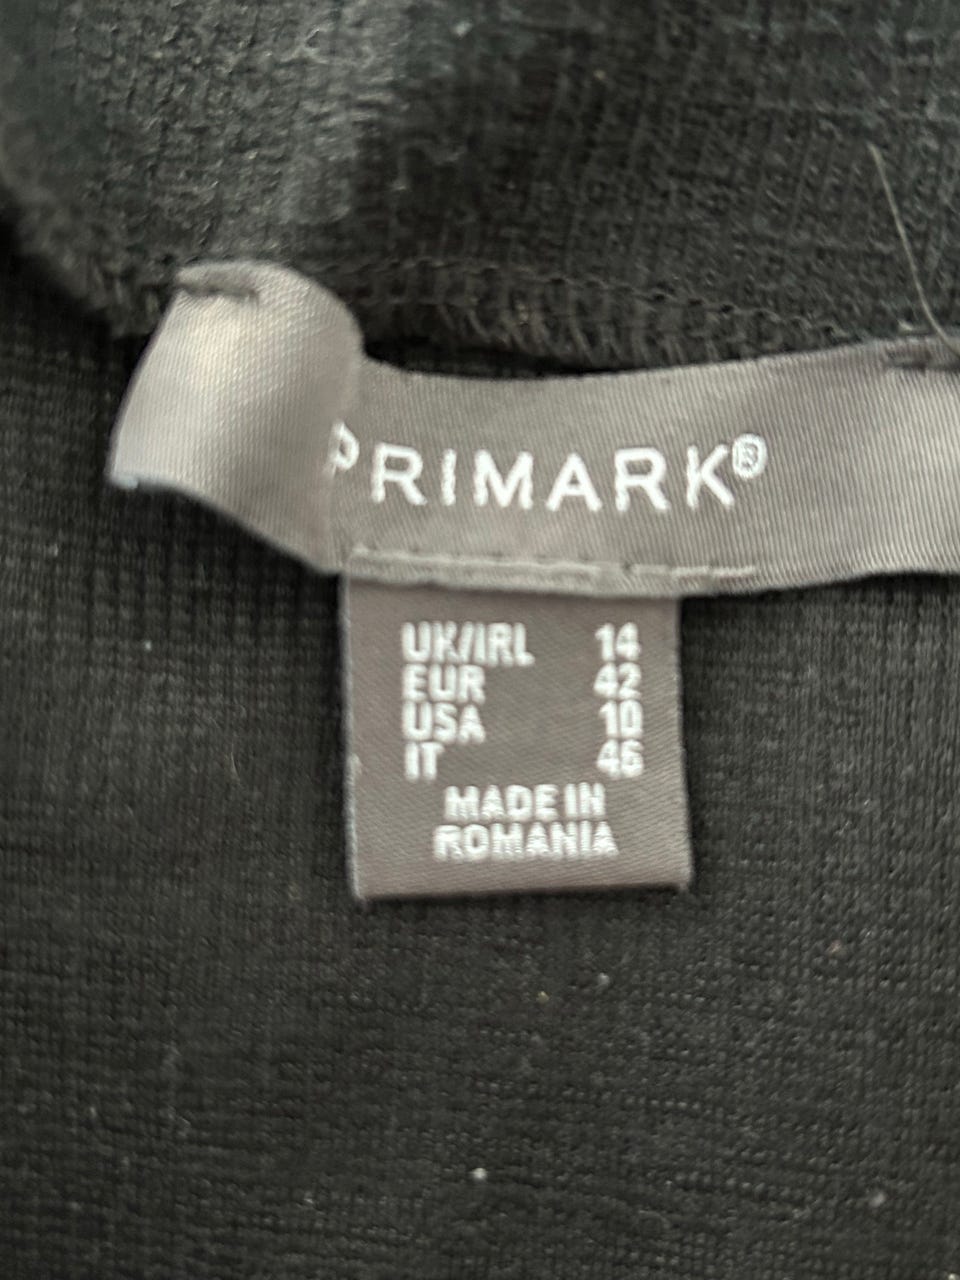 PRIMARK®
UK/IRL 14
EUR 42
USA 10
IT 46
MADE IN
ROMANIA